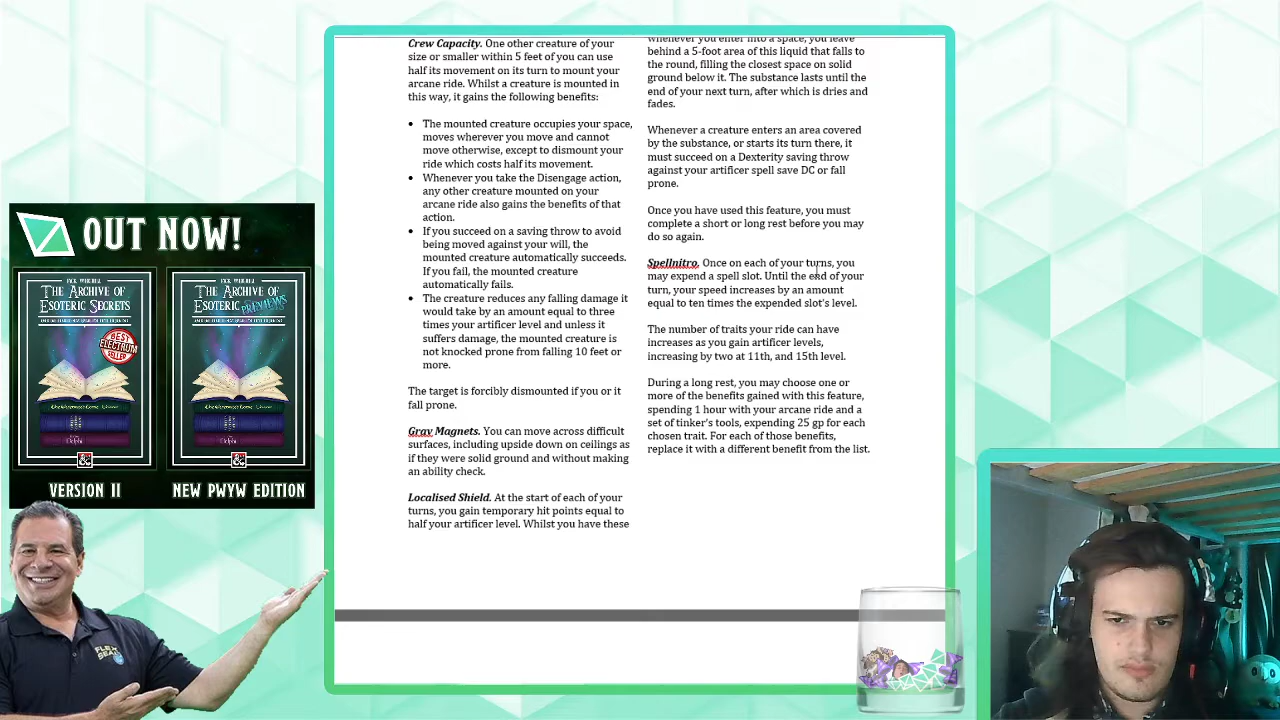 OUT NOW!
THE ARCHIVE OF
ESOTERIC SECRETS
BEST
ELECTRUM
SELLER
THE ARCHIVE OF
ESOTERIC PREVIEWS
VERSION II
NEW PWYW EDITION
FLEX
SEAL
Crew Capacity. One other creature of your
size or smaller within 5 feet of you can use
half its movement on its turn to mount your
arcane ride. Whilst a creature is mounted in
this way, it gains the following benefits:
• The mounted creature occupies your space,
moves wherever you move and cannot
move otherwise, except to dismount your
ride which costs half its movement.
• Whenever you take the Disengage action,
any other creature mounted on your
arcane ride also gains the benefits of that
action.
• If you succeed on a saving throw to avoid
being moved against your will, the
mounted creature automatically succeeds.
If you fail, the mounted creature
automatically fails.
• The creature reduces any falling damage it
would take by an amount equal to three
times your artificer level and unless it
suffers damage, the mounted creature is
not knocked prone from falling 10 feet or
more.
The target is forcibly dismounted if you or it
fall prone.
Grav Magnets. You can move across difficult
surfaces, including upside down on ceilings as
if they were solid ground and without making
an ability check.
Localised Shield. At the start of each of your
turns, you gain temporary hit points equal to
half your artificer level. Whilst you have these
whenever you enter into a space, you leave
behind a 5-foot area of this liquid that falls to
the round, filling the closest space on solid
ground below it. The substance lasts until the
end of your next turn, after which is dries and
fades.
Whenever a creature enters an area covered
by the substance, or starts its turn there, it
must succeed on a Dexterity saving throw
against your artificer spell save DC or fall
prone.
Once you have used this feature, you must
complete a short or long rest before you may
do so again.
Spellnitro. Once on each of your turns, you
may expend a spell slot. Until the end of your
turn, your speed increases by an amount
equal to ten times the expended slot's level.
The number of traits your ride can have
increases as you gain artificer levels,
increasing by two at 11th, and 15th level.
During a long rest, you may choose one or
more of the benefits gained with this feature,
spending 1 hour with your arcane ride and a
set of tinker's tools, expending 25 gp for each
chosen trait. For each of those benefits,
replace it with a different benefit from the list.